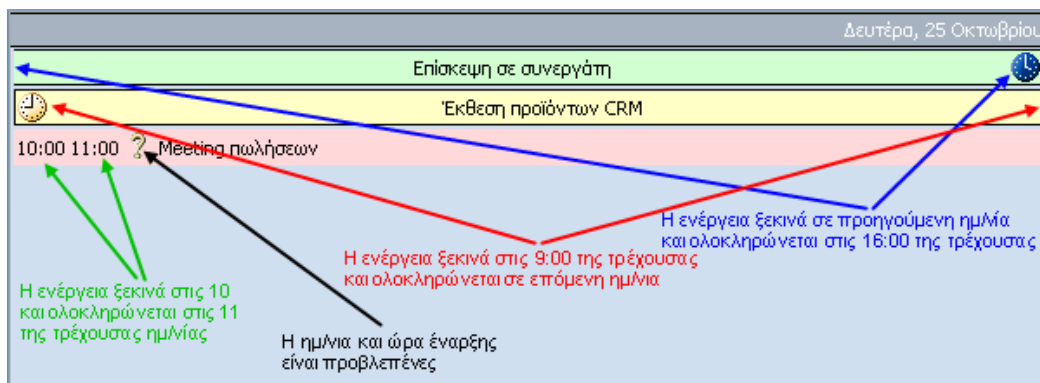 Δευτέρα, 25 Οκτωβρίου
Επίσκεψη σε συνεργάτη
Έκθεση προϊόντων CRM
10:00 11:00 ? Meeting πωλήσεων
Η ενέργεια ξεκινά σε προηγούμενη ημ/νία
και ολοκληρώνεται στις 16:00 της τρέχουσας
Η ενέργεια ξεκινά στις 9:00 της τρέχουσας
και ολοκληρώνεται σε επόμενη ημ/νια
Η ενέργεια ξεκινά στις 10
και ολοκληρώνεται στις 11
της τρέχουσας ημ/νίας
Η ημ/νια και ώρα έναρξης
είναι προβλεπένες